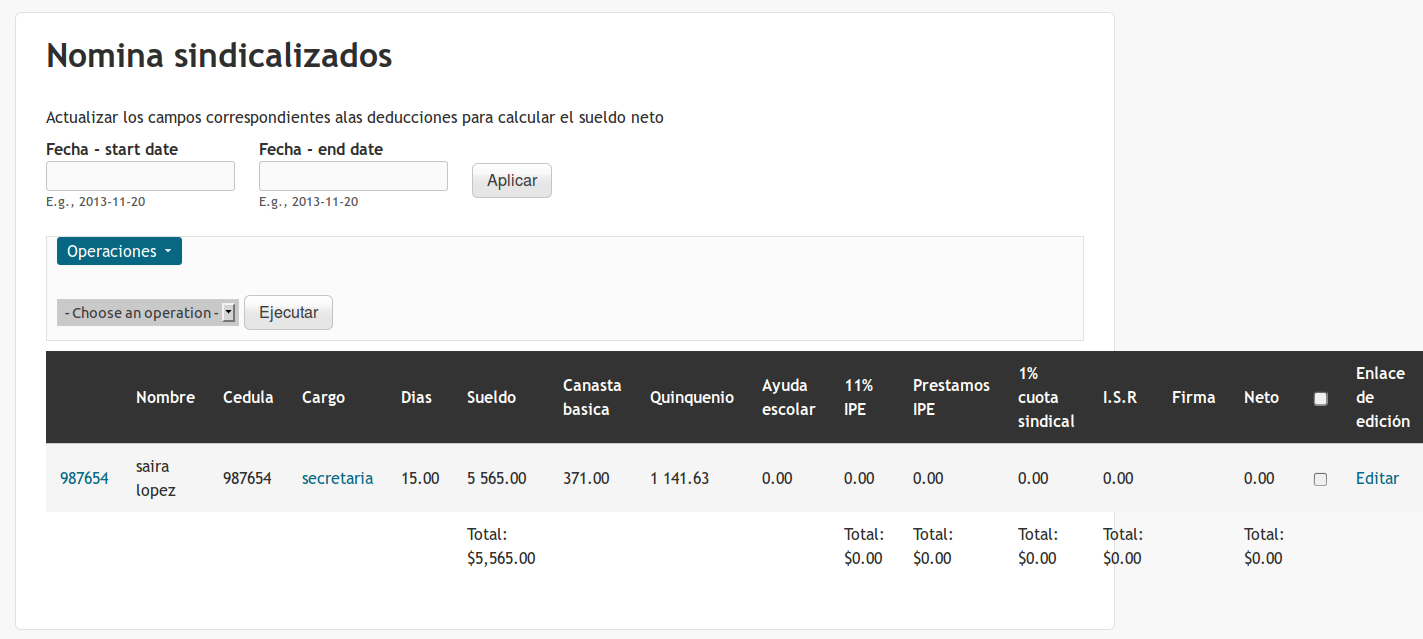 Nomina sindicalizados
Actualizar los campos correspondientes alas deducciones para calcular el sueldo neto
Fecha - start date Fecha - end date
Aplicar
E.g., 2013-11-20 E.g., 2013-11-20
Operaciones
- Choose an operation - Ejecutar
Nombre Cedula Cargo Dias Sueldo Canasta basica Quinquenio Ayuda escolar 11% IPE Prestamos IPE 1% cuota sindical I.S.R Firma Neto Enlace de edición
987654 saira lopez 987654 secretaria 15.00 5 565.00 371.00 1 141.63 0.00 0.00 0.00 0.00 0.00 0.00 Editar
Total: Total: Total: Total: Total: Total:
$5,565.00 $0.00 $0.00 $0.00 $0.00 $0.00